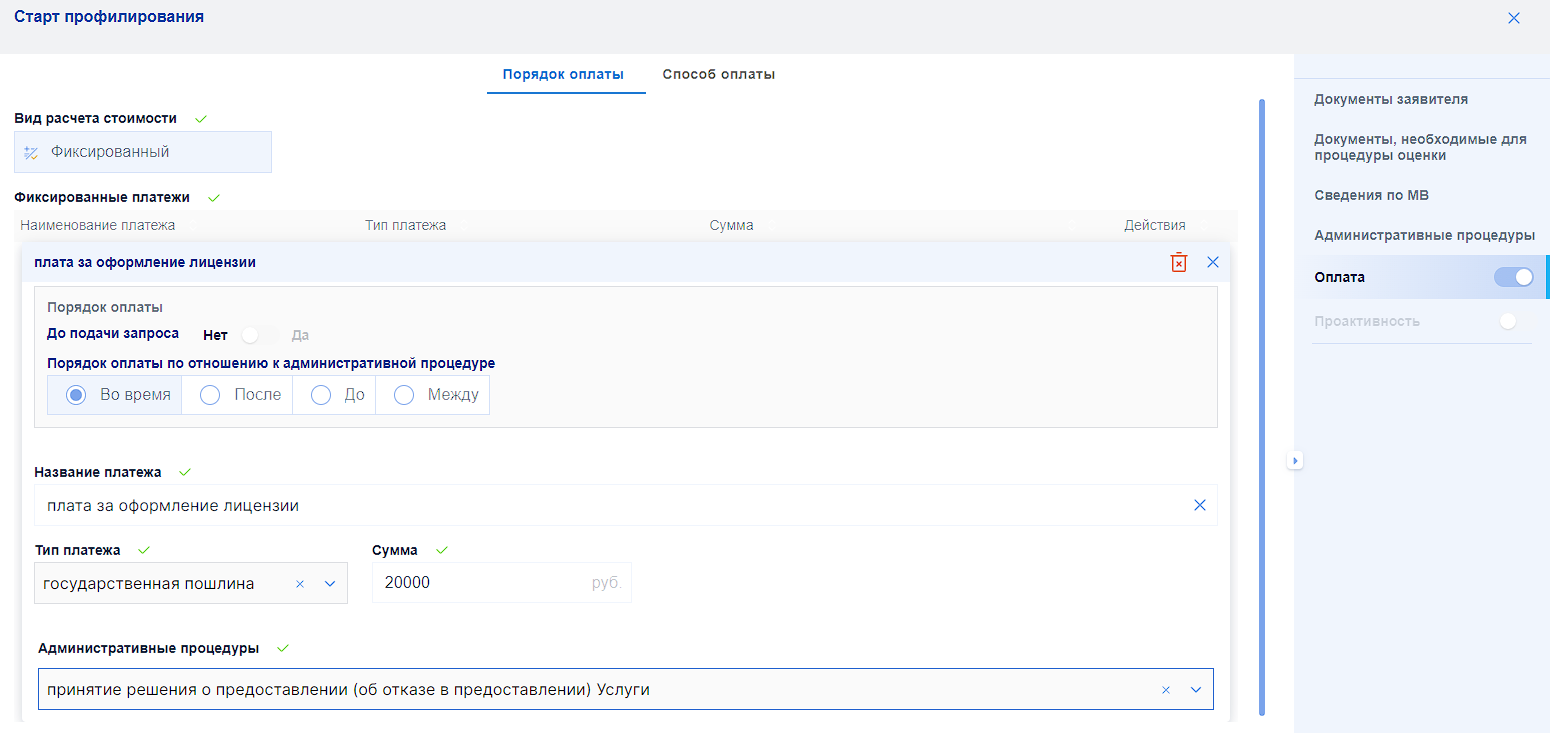 Старт профилирования
Порядок оплаты Способ оплаты
Вид расчета стоимости
Фиксированный
Фиксированные платежи
Наименование платежа Тип платежа Сумма Действия
плата за оформление лицензии
Порядок оплаты
До подачи запроса Нет Да
Порядок оплаты по отношению к административной процедуре
Во время После До Между
Название платежа
плата за оформление лицензии
Тип платежа Сумма
государственная пошлина 20000 руб.
Административные процедуры
принятие решения о предоставлении (об отказе в предоставлении) Услуги
Документы заявителя
Документы, необходимые для
процедуры оценки
Сведения по МВ
Административные процедуры
Оплата
Проактивность